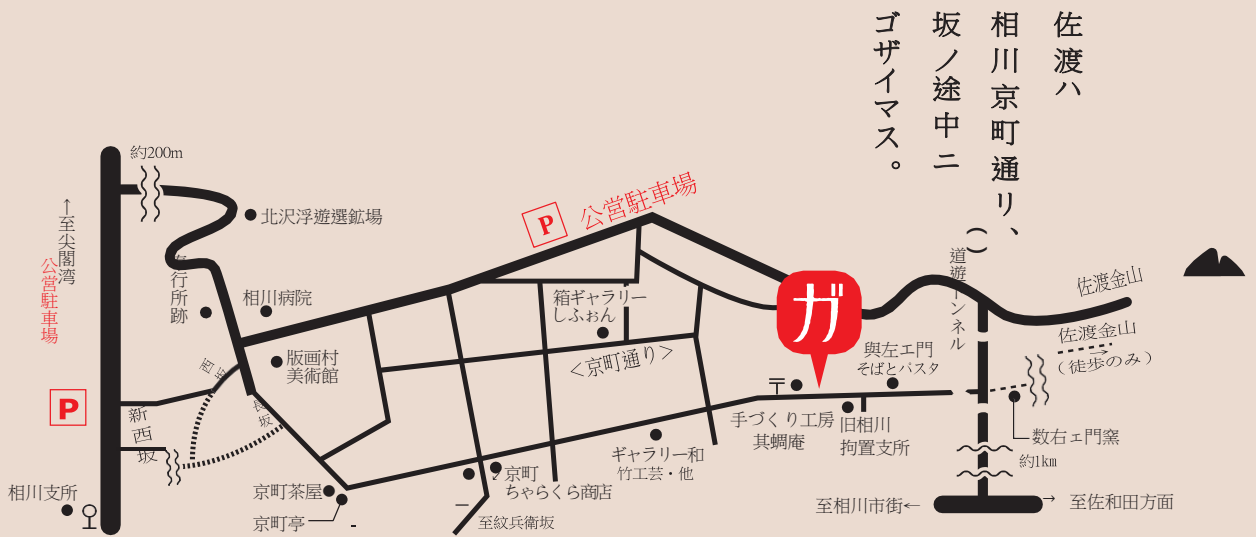 佐渡ハ
相川京町通リ、
坂ノ途中ニ
ゴザイマス。
約200m
↑至尖閣湾
公営駐車場
P
北沢浮遊選鉱場
奉行所跡
相川病院
版画村
美術館
西坂
長坂
新西坂
相川支所
P
公営駐車場
箱ギャラリー
しふぉん
<京町通り>
ガ
道遊トンネル
( )
佐渡金山
佐渡金山
→
(徒歩のみ)
與左エ門
そばとパスタ
手づくり工房
其蜩庵
旧相川
拘置支所
数右ェ門窯
約1km
ギャラリー和
竹工芸・他
京町
ちゃらくら商店
京町茶屋
京町亭
至紋兵衛坂
〒
至相川市街←
→ 至佐和田方面